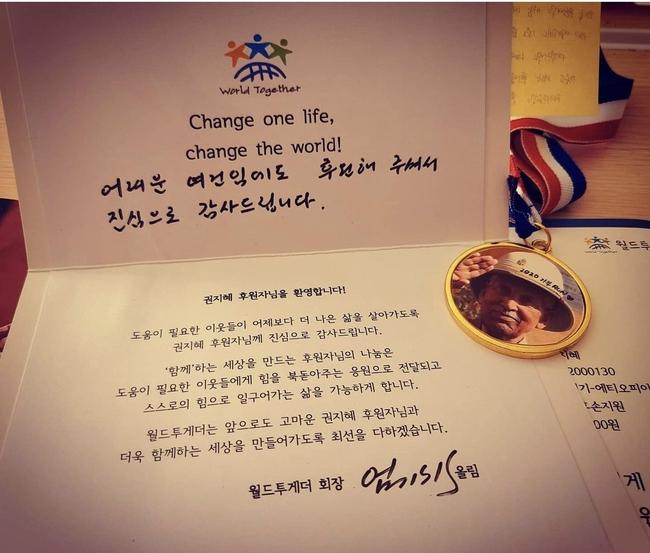 World Together
Change one life,
change the world!
어려운 여건임에도 후원해 주셔서
진심으로 감사드립니다.
권지혜 후원자님을 환영합니다!
도움이 필요한 이웃들이 어제보다 더 나은 삶을 살아가도록
권지혜 후원자님께 진심으로 감사드립니다.
‘함께’하는 세상을 만드는 후원자님의 나눔은
도움이 필요한 이웃들에게 힘을 북돋아주는 응원으로 전달되고
스스로의 힘으로 일구어가는 삶을 가능하게 합니다.
월드투게더는 앞으로도 고마운 권지혜 후원자님과
더욱 함께하는 세상을 만들어가도록 최선을 다하겠습니다.
월드투게더 회장
올림
2020
World Together
월드
지혜
2000130
기-에티오피아
손지원
00원
게